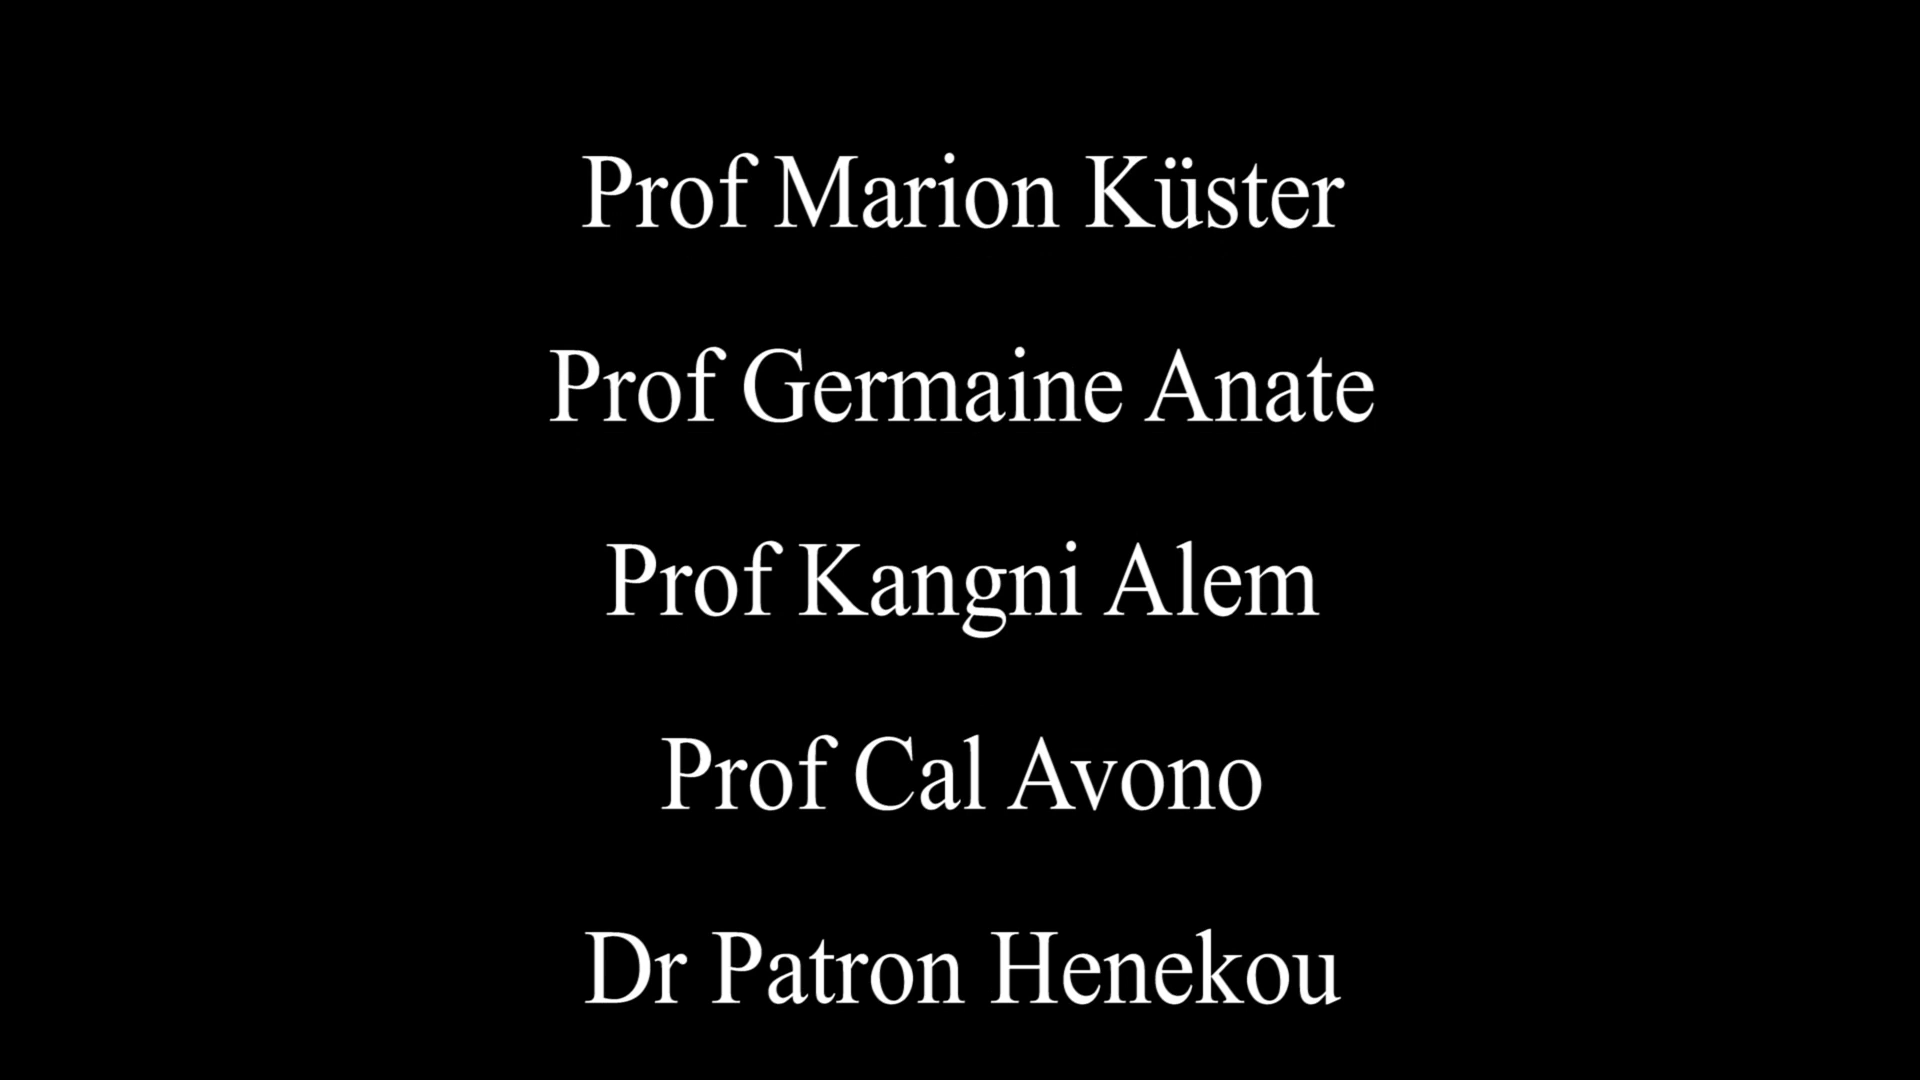 Prof Marion Küster
Prof Germaine Anate
Prof Kangni Alem
Prof Cal Avono
Dr Patron Henekou